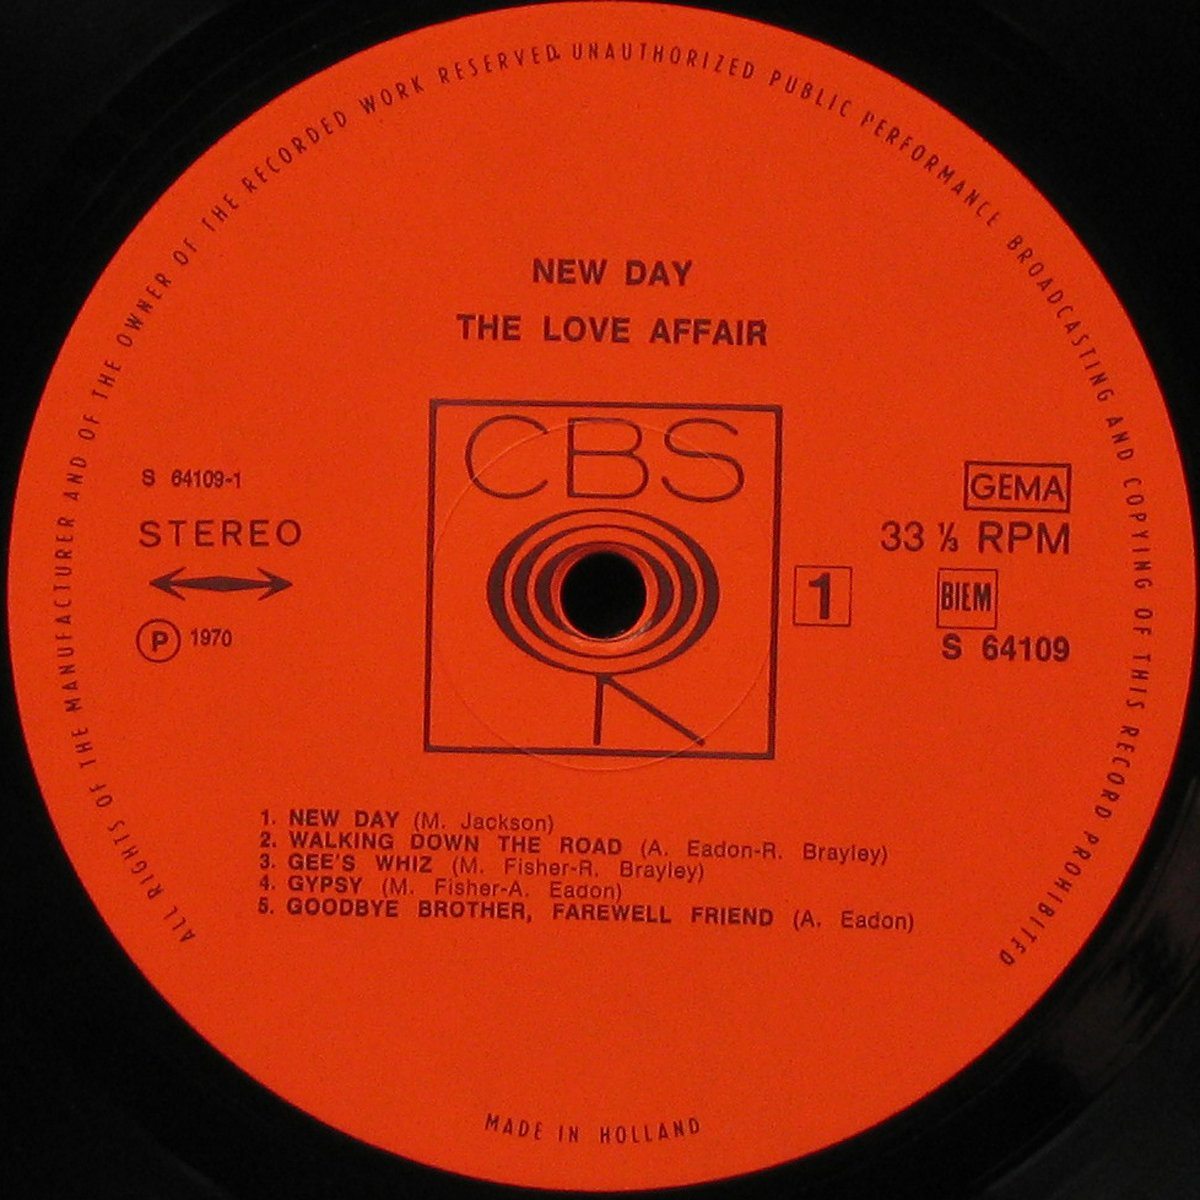 ALL RIGHTS OF THE MANUFACTURER AND OF THE OWNER OF THE RECORDED WORK RESERVED. UNAUTHORIZED PUBLIC PERFORMANCE BROADCASTING AND COPYING OF THIS RECORD PROHIBITED
NEW DAY
THE LOVE AFFAIR
CBS
S 64109-1
STEREO
Ⓟ 1970
1
GEMA
33 ⅓ RPM
BIEM
S 64109
1. NEW DAY (M. Jackson)
2. WALKING DOWN THE ROAD (A. Eadon-R. Brayley)
3. GEE'S WHIZ (M. Fisher-R. Brayley)
4. GYPSY (M. Fisher-A. Eadon)
5. GOODBYE BROTHER, FAREWELL FRIEND (A. Eadon)
MADE IN HOLLAND